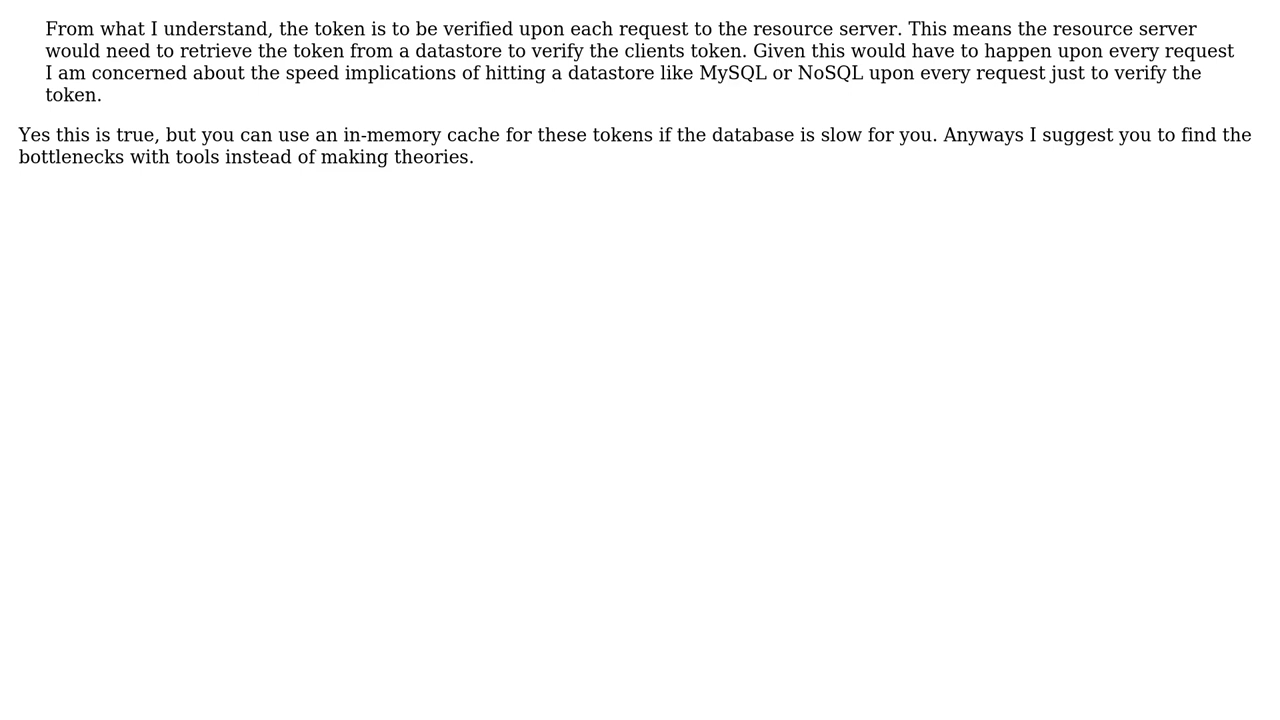 From what I understand, the token is to be verified upon each request to the resource server. This means the resource server
would need to retrieve the token from a datastore to verify the clients token. Given this would have to happen upon every request
I am concerned about the speed implications of hitting a datastore like MySQL or NoSQL upon every request just to verify the
token.
Yes this is true, but you can use an in-memory cache for these tokens if the database is slow for you. Anyways I suggest you to find the
bottlenecks with tools instead of making theories.